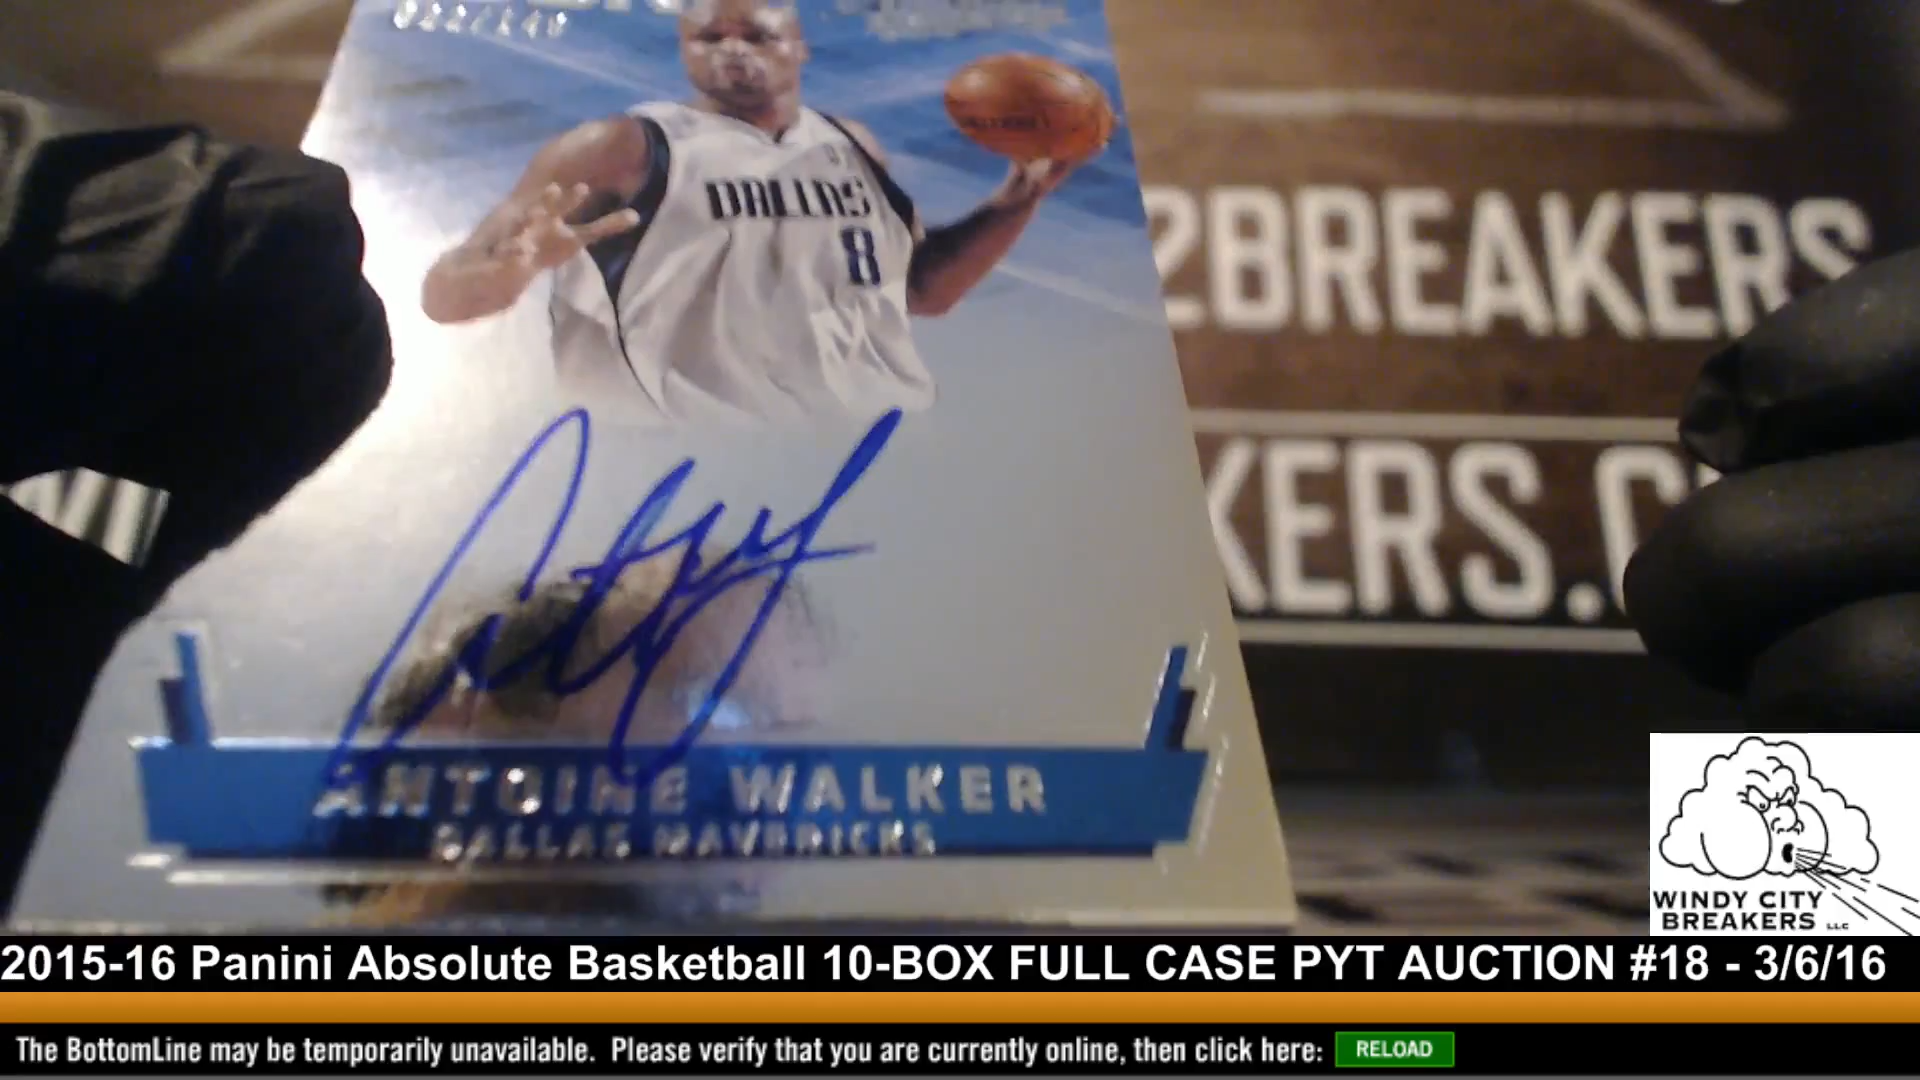 DALLAS
8
2BREAKERS
KERS.C
ANTOINE WALKER
DALLAS MAVERICKS
WINDY CITY
BREAKERS LLC
2015-16 Panini Absolute Basketball 10-BOX FULL CASE PYT AUCTION #18 - 3/6/16
The BottomLine may be temporarily unavailable. Please verify that you are currently online, then click here: RELOAD